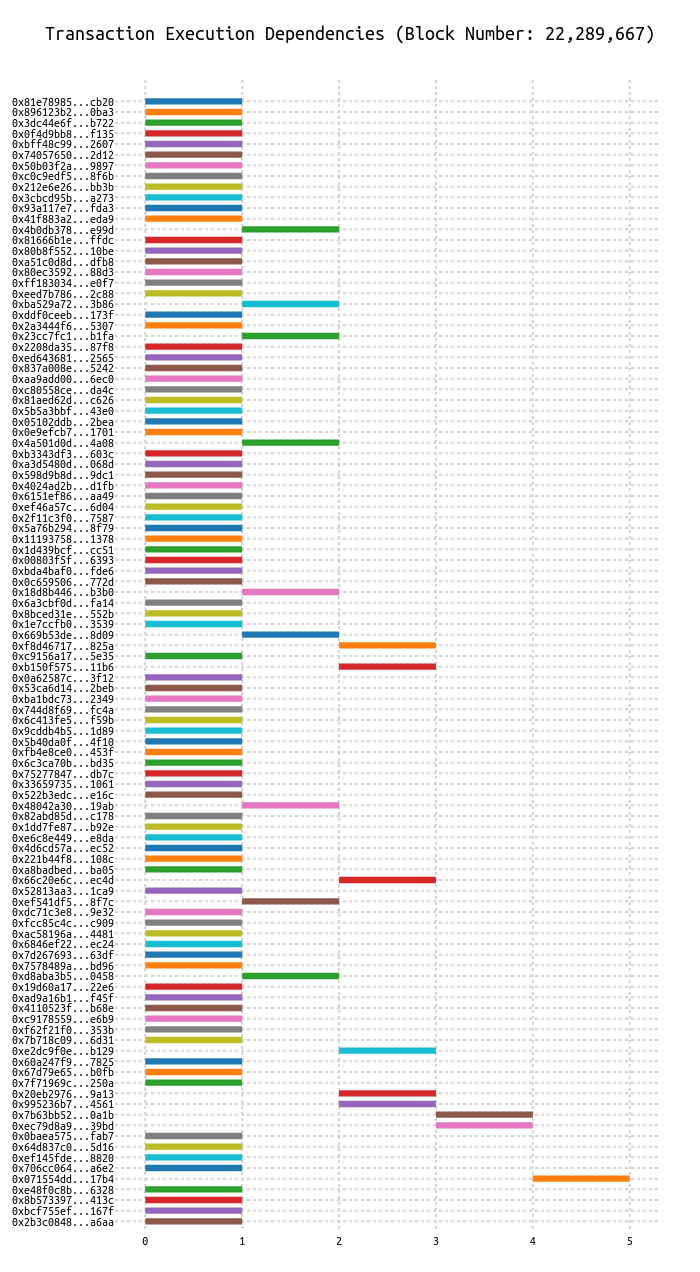 Transaction Execution Dependencies (Block Number: 22,289,667)
0x81e78985...cb20
0x896123b2...0ba3
0x3dc44e6f...b722
0x0f4d9bb8...f135
0xbff48c99...2607
0x74057650...2d12
0x50b03f2a...9897
0xc0c9edf5...8f6b
0x212e6e26...bb3b
0x3cbcd95b...a273
0x93a117e7...fda3
0x41f883a2...eda9
0x4b0db378...e99d
0x81666b1e...ffdc
0x80b8f552...10be
0xa51c0d8d...dfb8
0x80ec3592...88d3
0xff183034...e0f7
0xeed7b786...2c88
0xba529a72...3b86
0xddf0ceeb...173f
0x2a3444f6...5307
0x23cc7fc1...b1fa
0x2208da35...87f8
0xed643681...2565
0x837a008e...5242
0xaa9add00...6ec0
0xc80558ce...da4c
0x81aed62d...c626
0x5b5a3bbf...43e0
0x05102ddb...2bea
0x0e9efcb7...1701
0x4a501d0d...4a08
0xb3343df3...603c
0xa3d5480d...068d
0x598d9b8d...9dc1
0x4024ad2b...d1fb
0x6151ef86...aa49
0xef46a57c...6d04
0x2f11c3f0...7587
0x5a76b294...8f79
0x11193758...1378
0x1d439bcf...cc51
0x00803f5f...6393
0xbda4baf0...fde6
0x0c659506...772d
0x18d8b446...b3b0
0x6a3cbf0d...fa14
0x8bced31e...552b
0x1e7ccfb0...3539
0x669b53de...8d09
0xf8d46717...825a
0xc9156a17...5e35
0xb150f575...11b6
0x0a62587c...3f12
0x53ca6d14...2beb
0xba1bdc73...2349
0x744d8f69...fc4a
0x6c413fe5...f59b
0x9cddb4b5...1d89
0x5b40da0f...4f10
0xfb4e8ce0...453f
0x6c3ca70b...bd35
0x75277847...db7c
0x33659735...1061
0x522b3edc...e16c
0x48042a30...19ab
0x82abd85d...c178
0x1dd7fe87...b92e
0xe6c8e449...e8da
0x4d6cd57a...ec52
0x221b44f8...108c
0xa8badbed...ba05
0x66c20e6c...ec4d
0x52813aa3...1ca9
0xef541df5...8f7c
0xdc71c3e8...9e32
0xfcc85c4c...c909
0xac58196a...4481
0x6846ef22...ec24
0x7d267693...63df
0x7578489a...bd96
0xd8aba3b5...0458
0x19d60a17...22e6
0xad9a16b1...f45f
0x4110523f...b68e
0xc9178559...e6b9
0xf62f21f0...353b
0x7b718c09...6d31
0xe2dc9f0e...b129
0x60a247f9...7825
0x67d79e65...b0fb
0x7f71969c...250a
0x20eb2976...9a13
0x995236b7...4561
0x7b63bb52...0a1b
0xec79d8a9...39bd
0x0baea575...fab7
0x64d837c0...5d16
0xef145fde...8820
0x706cc064...a6e2
0x071554dd...17b4
0xe48f0c8b...6328
0x8b573397...413c
0xbcf755ef...167f
0x2b3c0848...a6aa
0 1 2 3 4 5